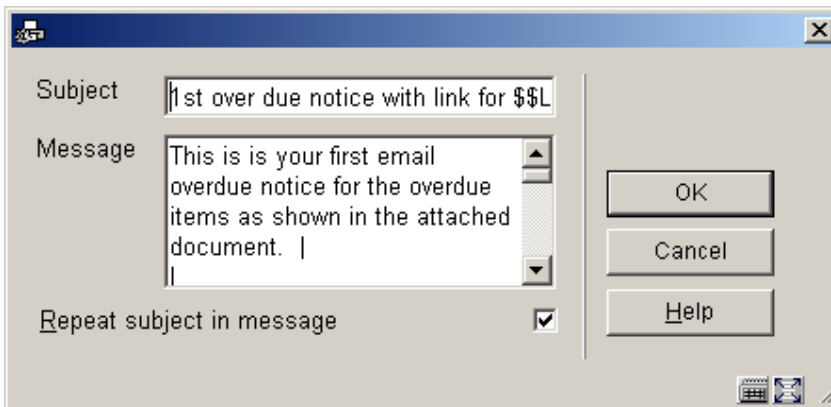 Subject
1st over due notice with link for $$L
Message
This is is your first email
overdue notice for the overdue
items as shown in the attached
document.   |
|
Repeat subject in message
OK
Cancel
Help